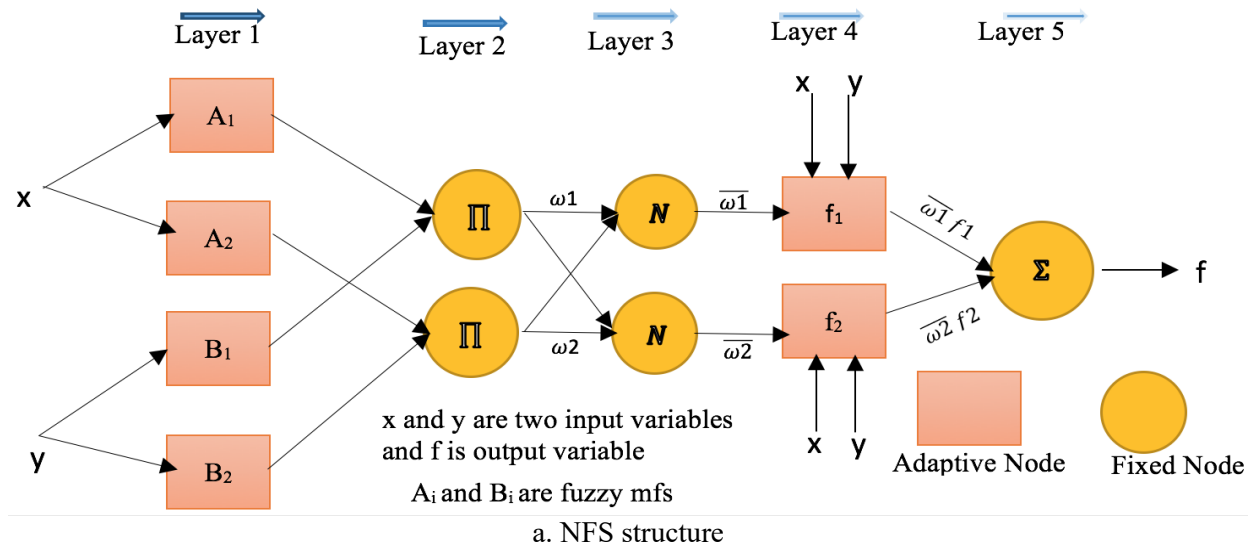 Layer 1
Layer 2
Layer 3
Layer 4
Layer 5
x
y
A₁
x
A₂
∏
ω1
N
ω1̅
f₁
ω1̅ f1
Σ
f
B₁
∏
ω2
N
ω2̅
f₂
ω2̅ f2
y
B₂
x
y
x and y are two input variables
and f is output variable
Aᵢ and Bᵢ are fuzzy mfs
Adaptive Node
Fixed Node
a. NFS structure